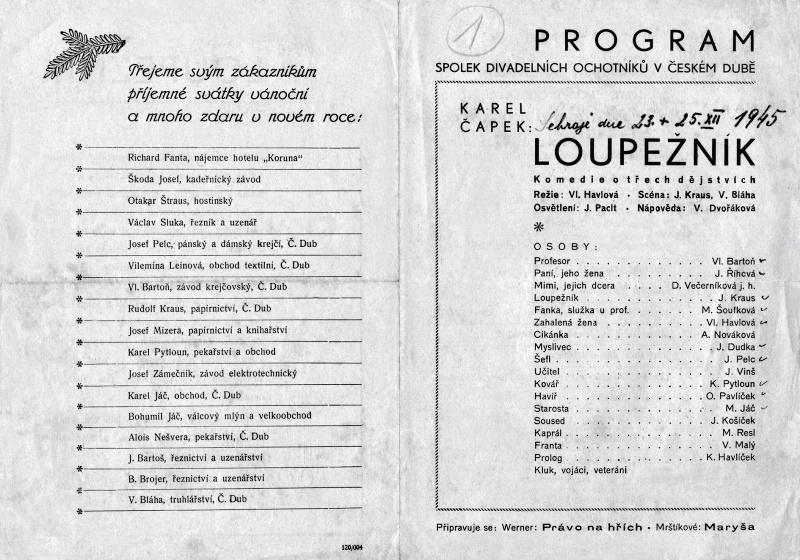 Přejeme svým zákazníkům
příjemné svátky vánoční
a mnoho zdaru v novém roce:
Richard Fanta, nájemce hotelu „Koruna“
Škoda Josef, kadeřnický závod
Otakar Štraus, hostinský
Václav Sluka, řezník a uzenář
Josef Pelc, pánský a dámský krejčí, Č. Dub
Vilemína Leinová, obchod textilní, Č. Dub
Vl. Bartoň, závod krejčovský, Č. Dub
Rudolf Kraus, papírnictví, Č. Dub
Josef Mizera, papírnictví a knihařství
Karel Pytloun, pekařství a obchod
Josef Zámečník, závod elektrotechnický
Karel Jáč, obchod, Č. Dub
Bohumil Jáč, válcový mlýn a velkoobchod
Alois Nešvera, pekařství, Č. Dub
J. Bartoš, řeznictví a uzenářství
B. Brojer, řeznictví a uzenářství
V. Bláha, truhlářství, Č. Dub
120/004
1
PROGRAM
SPOLEK DIVADELNÍCH OCHOTNÍKŮ V ČESKÉM DUBĚ
KAREL
ČAPEK: Sehráje dne 23. + 25. XII 1945
LOUPEŽNÍK
Komedie o třech dějstvích
Režie: Vl. Havlová • Scéna: J. Kraus, V. Bláha
Osvětlení: J. Paclt • Nápověda: V. Dvořáková
OSOBY:
Profesor . . . . . . . . . . . . Vl. Bartoň
Paní, jeho žena . . . . . . . . . J. Říhová
Mimi, jejich dcera . . . . . D. Večerníková j. h.
Loupežník . . . . . . . . . . . . J. Kraus
Fanka, služka u prof. . . . . . . M. Šoufková
Zahalená žena . . . . . . . . . Vl. Havlová
Cikánka . . . . . . . . . . . . A. Nováková
Myslivec . . . . . . . . . . . . J. Dudka
Šefl . . . . . . . . . . . . . . J. Pelc
Učitel . . . . . . . . . . . . . J. Vinš
Kovář . . . . . . . . . . . . K. Pytloun
Havíř . . . . . . . . . . . . O. Pavlíček
Starosta . . . . . . . . . . . . M. Jáč
Soused . . . . . . . . . . . . J. Košíček
Kaprál . . . . . . . . . . . . . M. Resl
Franta . . . . . . . . . . . . . V. Malý
Prolog . . . . . . . . . . . . K. Havlíček
Kluk, vojáci, veteráni
Připravuje se: Werner: Právo na hřích • Mrštíkové: Maryša